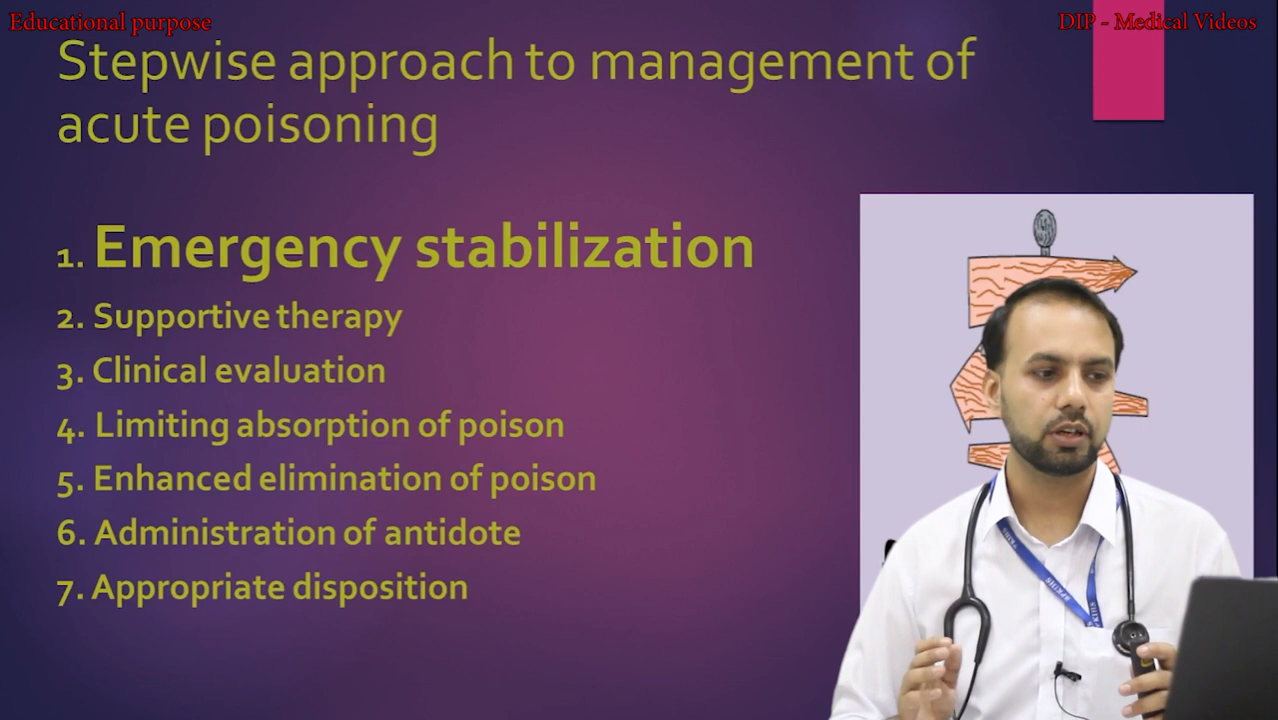 Educational purpose
DIP - Medical Videos
Stepwise approach to management of
acute poisoning
1. Emergency stabilization
2. Supportive therapy
3. Clinical evaluation
4. Limiting absorption of poison
5. Enhanced elimination of poison
6. Administration of antidote
7. Appropriate disposition